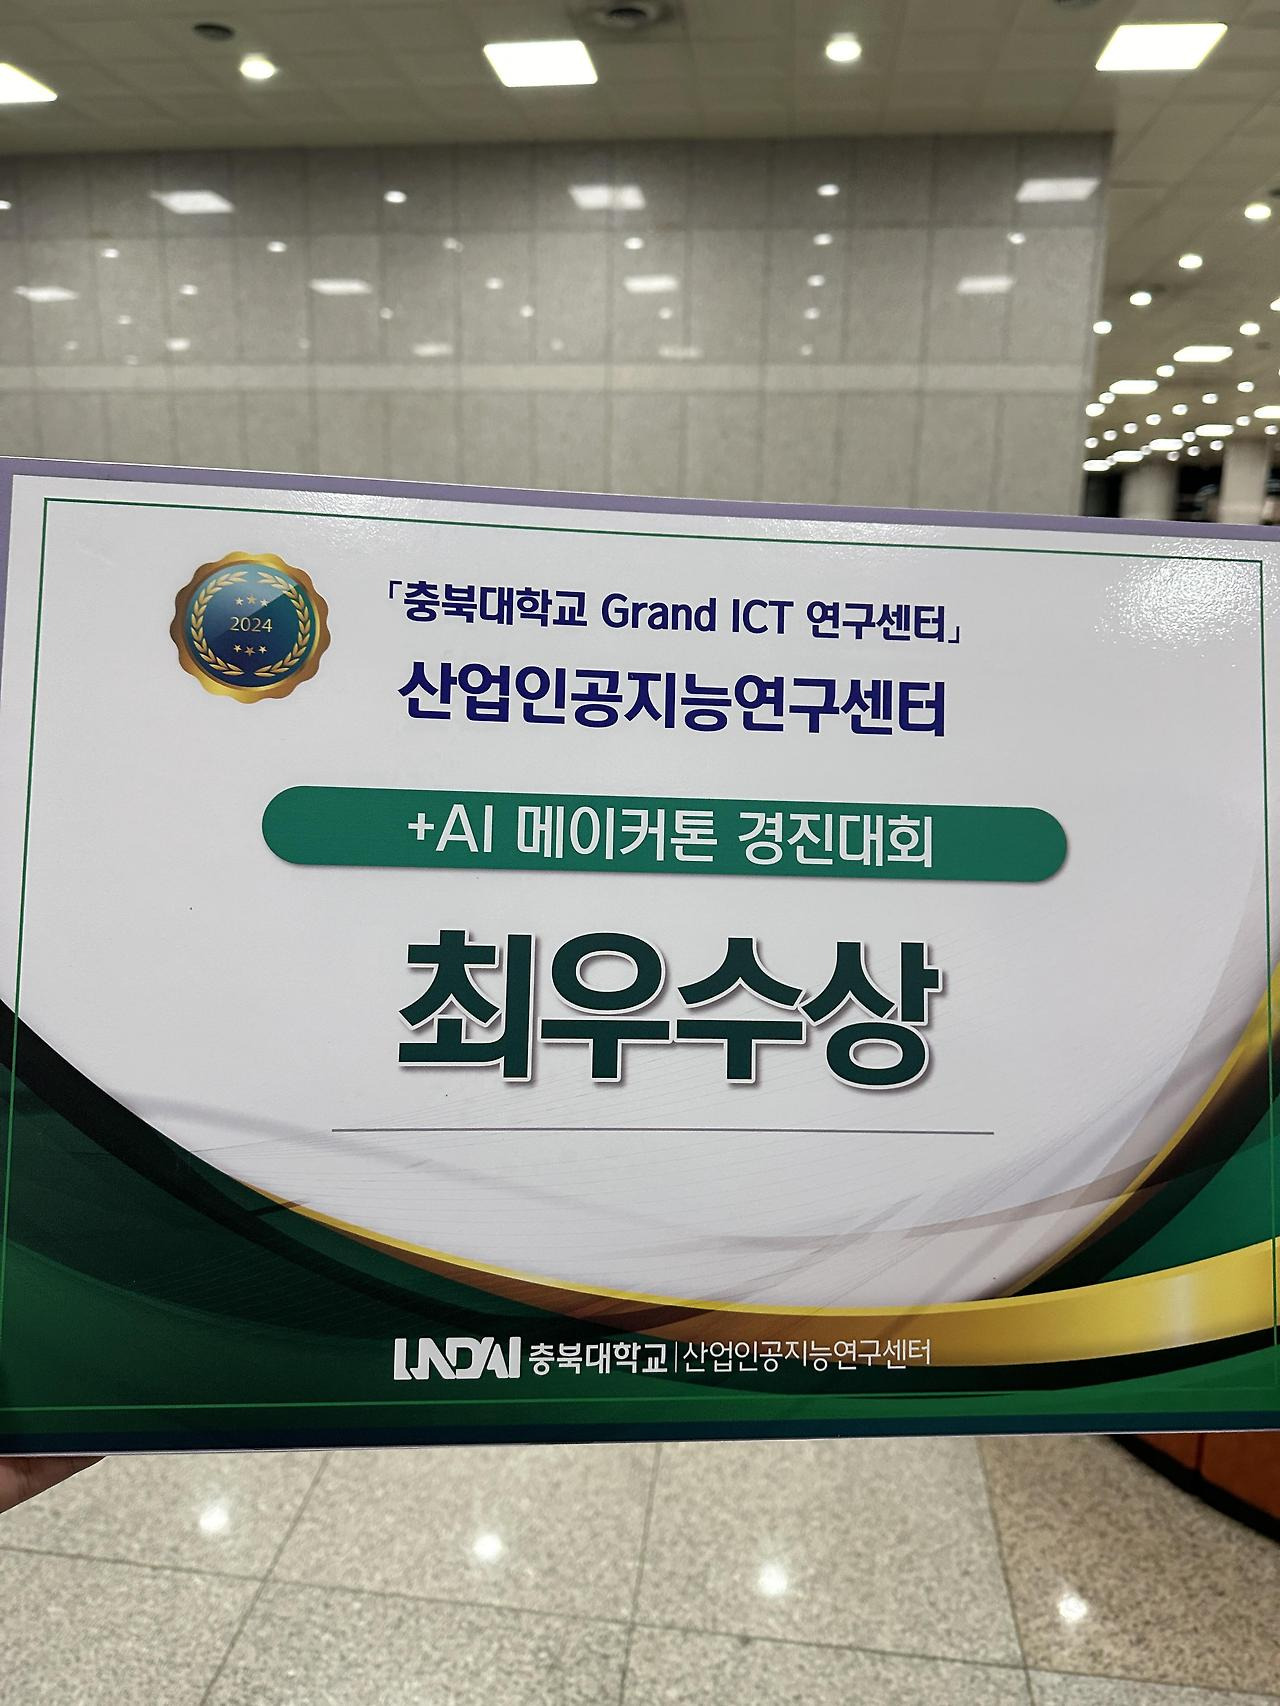 2024
「충북대학교 Grand ICT 연구센터」
산업인공지능연구센터
+AI 메이커톤 경진대회
최우수상
INDAI 충북대학교|산업인공지능연구센터